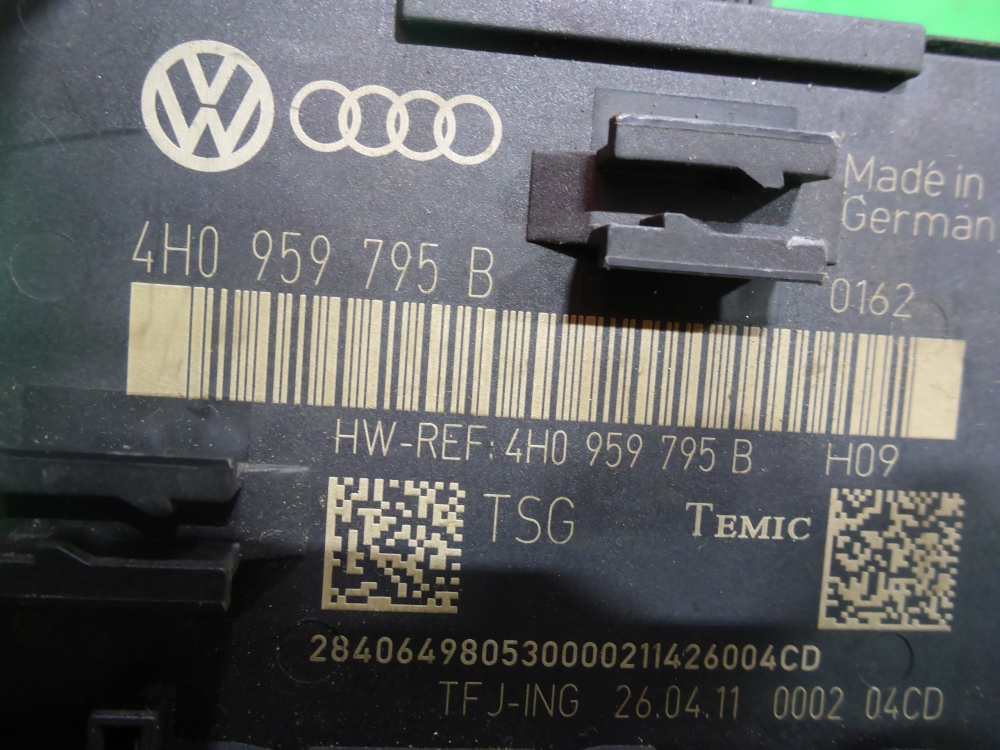 Made in
German
4H0 959 795 B
0162
HW-REF: 4H0 959 795 B H09
TSG TEMIC
284064980530000211426004CD
TFJ-ING 26.04.11 0002 04CD